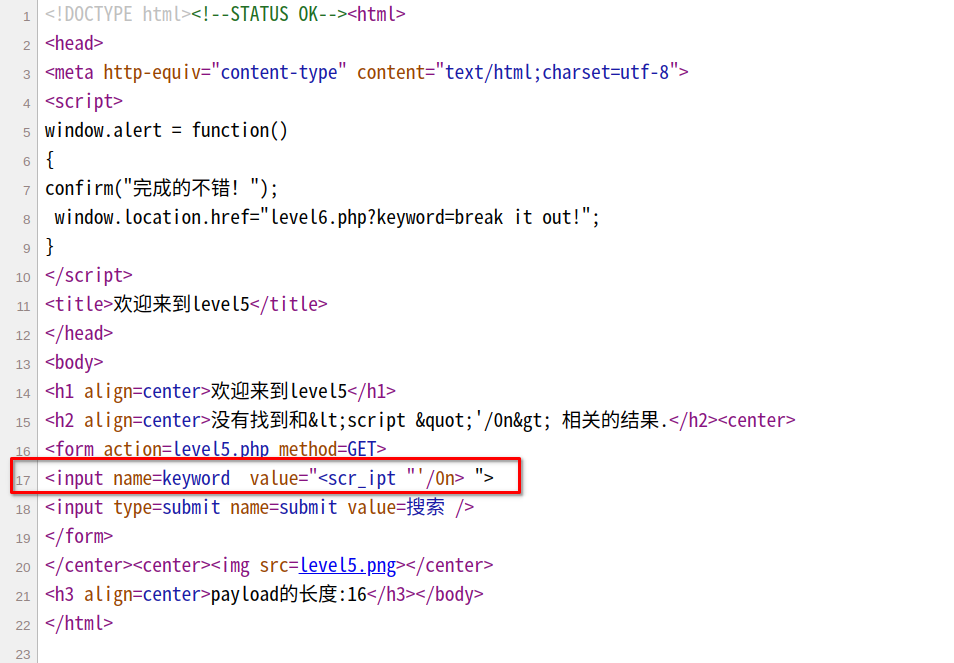 1 <!DOCTYPE html><!--STATUS OK--><html>
2 <head>
3 <meta http-equiv="content-type" content="text/html;charset=utf-8">
4 <script>
5 window.alert = function()
6 {
7 confirm("完成的不错！");
8  window.location.href="level6.php?keyword=break it out!";
9 }
10 </script>
11 <title>欢迎来到level5</title>
12 </head>
13 <body>
14 <h1 align=center>欢迎来到level5</h1>
15 <h2 align=center>没有找到和&lt;script &quot;'/On&gt; 相关的结果.</h2><center>
16 <form action=level5.php method=GET>
17 <input name=keyword  value="<scr_ipt "'/On> ">
18 <input type=submit name=submit value=搜索 />
19 </form>
20 </center><center><img src=level5.png></center>
21 <h3 align=center>payload的长度:16</h3></body>
22 </html>
23